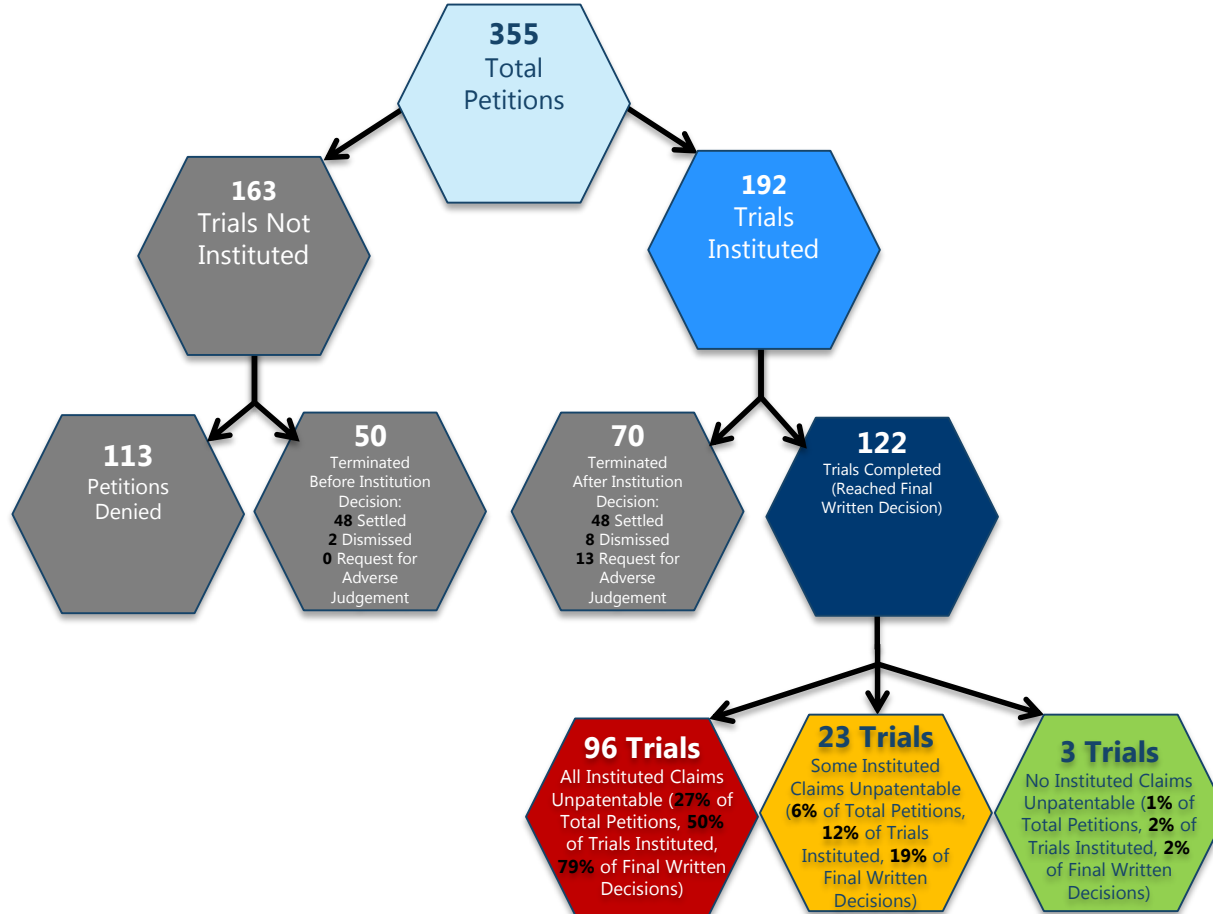 355
Total
Petitions
163
Trials Not
Instituted
192
Trials
Instituted
113
Petitions
Denied
50
Terminated
Before Institution
Decision:
48 Settled
2 Dismissed
0 Request for
Adverse
Judgement
70
Terminated
After Institution
Decision:
48 Settled
8 Dismissed
13 Request for
Adverse
Judgement
122
Trials Completed
(Reached Final
Written Decision)
96 Trials
All Instituted Claims
Unpatentable (27% of
Total Petitions, 50%
of Trials Instituted,
79% of Final Written
Decisions)
23 Trials
Some Instituted
Claims Unpatentable
(6% of Total Petitions,
12% of Trials
Instituted, 19% of
Final Written
Decisions)
3 Trials
No Instituted Claims
Unpatentable (1% of
Total Petitions, 2% of
Trials Instituted, 2%
of Final Written
Decisions)